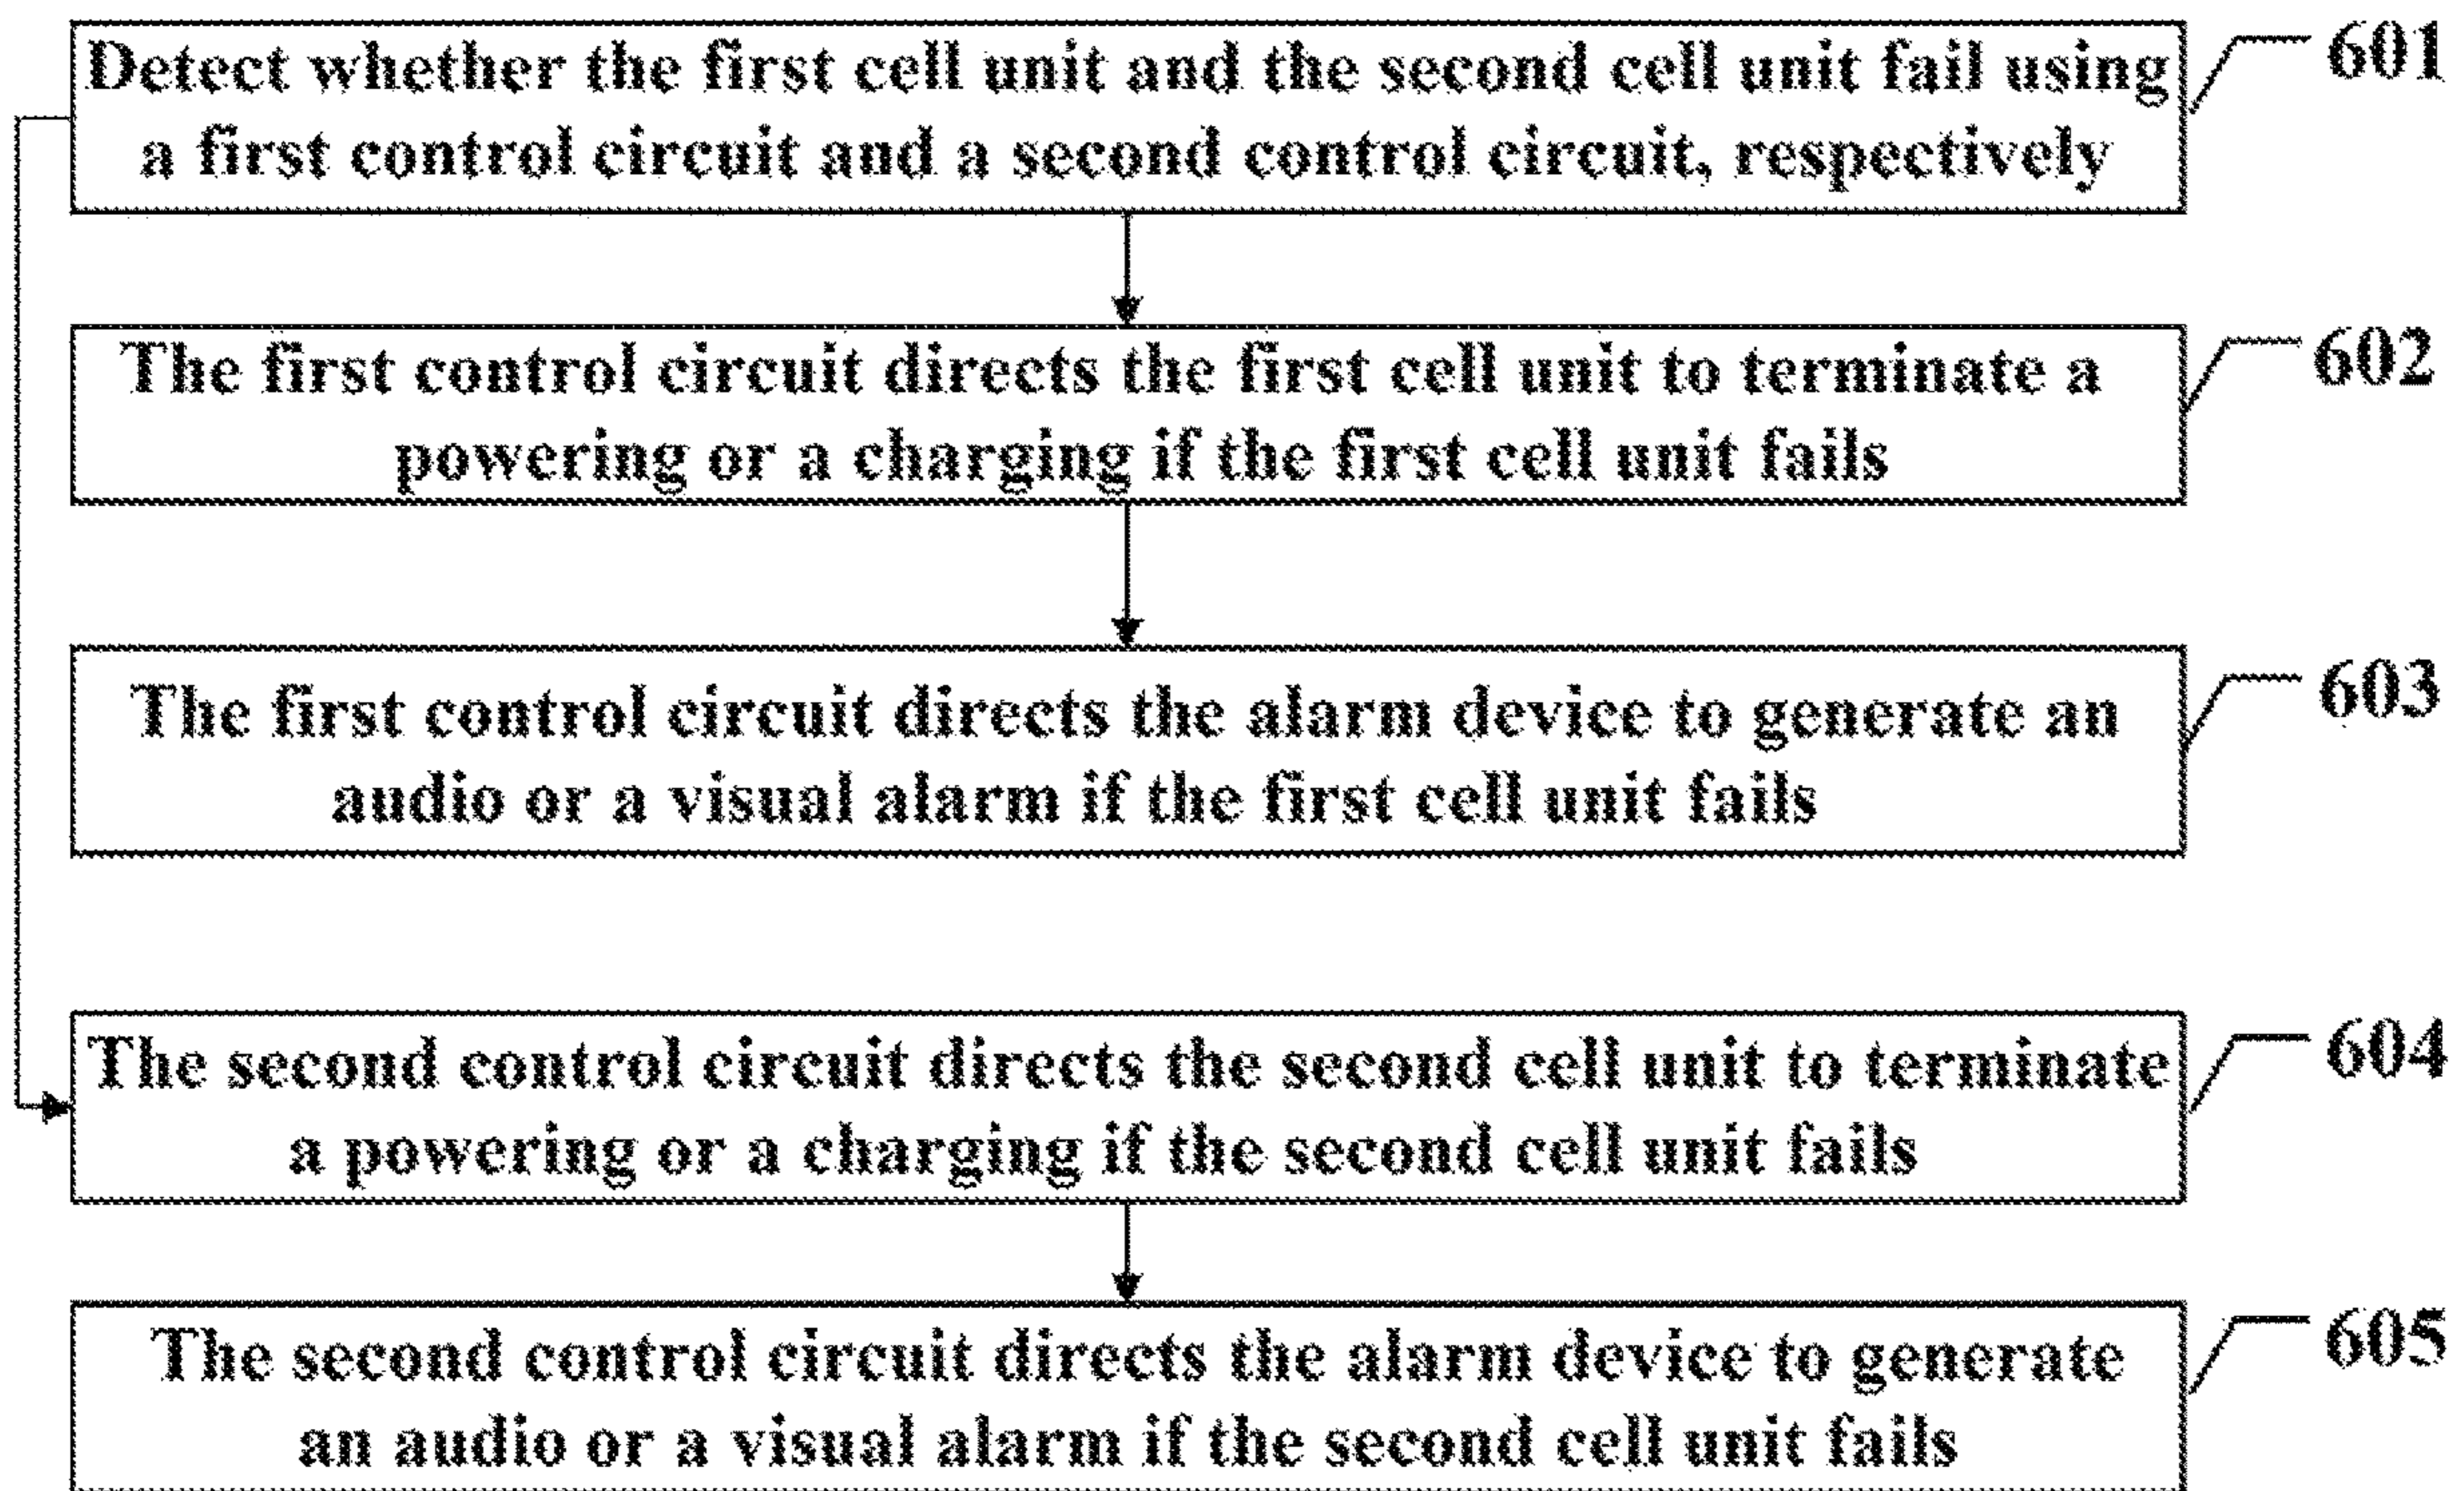 Detect whether the first cell unit and the second cell unit fail using
a first control circuit and a second control circuit, respectively
601
The first control circuit directs the first cell unit to terminate a
powering or a charging if the first cell unit fails
602
The first control circuit directs the alarm device to generate an
audio or a visual alarm if the first cell unit fails
603
The second control circuit directs the second cell unit to terminate
a powering or a charging if the second cell unit fails
604
The second control circuit directs the alarm device to generate
an audio or a visual alarm if the second cell unit fails
605